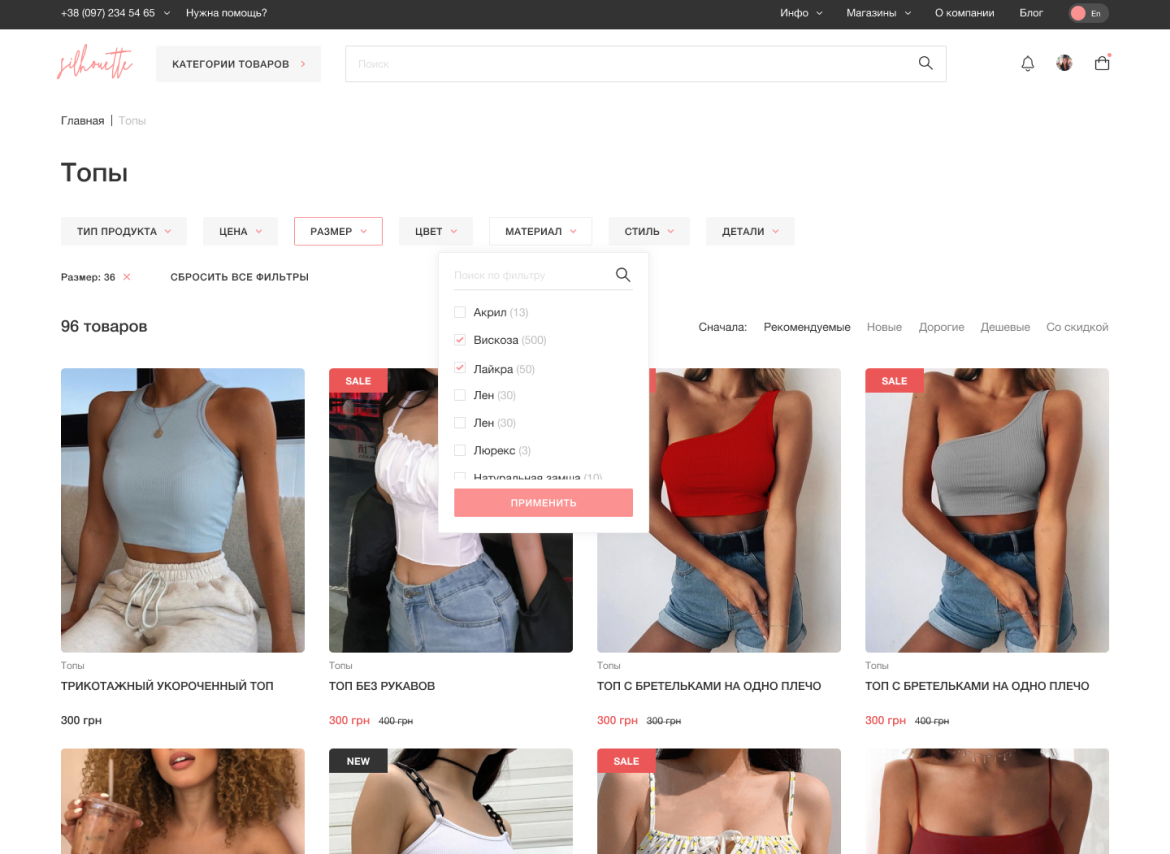 +38 (097) 234 54 65 Нужна помощь? Инфо Магазины О компании Блог En
silhouette КАТЕГОРИИ ТОВАРОВ Поиск
Главная | Топы
Топы
ТИП ПРОДУКТА ЦЕНА РАЗМЕР ЦВЕТ МАТЕРИАЛ СТИЛЬ ДЕТАЛИ
Размер: 36 СБРОСИТЬ ВСЕ ФИЛЬТРЫ
Поиск по фильтру
Акрил (13)
Вискоза (500)
Лайкра (50)
Лен (30)
Лен (30)
Люрекс (3)
Натуральная замша (10)
ПРИМЕНИТЬ
96 товаров Сначала: Рекомендуемые Новые Дорогие Дешевые Со скидкой
SALE SALE
Топы Топы Топы Топы
ТРИКОТАЖНЫЙ УКОРОЧЕННЫЙ ТОП ТОП БЕЗ РУКАВОВ ТОП С БРЕТЕЛЬКАМИ НА ОДНО ПЛЕЧО ТОП С БРЕТЕЛЬКАМИ НА ОДНО ПЛЕЧО
300 грн 300 грн 400 грн 300 грн 300 грн 300 грн 400 грн
NEW SALE